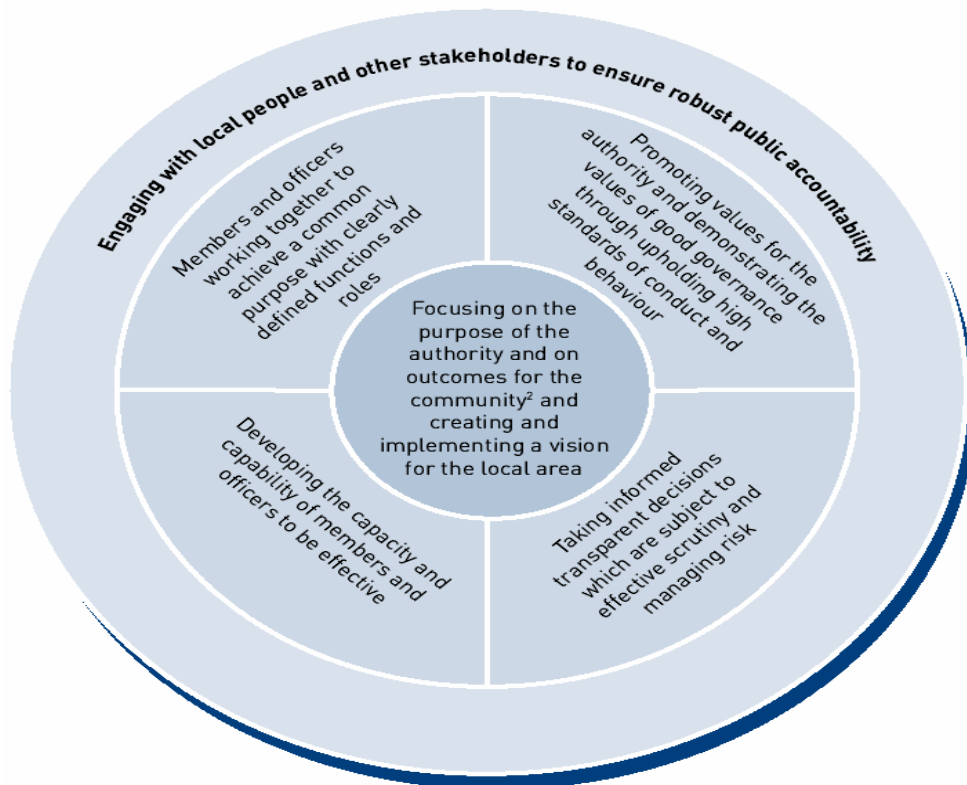 Engaging with local people and other stakeholders to ensure robust public accountability
Members and officers
working together to
achieve a common
purpose with clearly
defined functions and
roles
Promoting values for the
authority and demonstrating the
values of good governance
through upholding high
standards of conduct and
behaviour
Focusing on the
purpose of the
authority and on
outcomes for the
community² and
creating and
implementing a vision
for the local area
Developing the capacity and
capability of members and
officers to be effective
Taking informed
transparent decisions
which are subject to
effective scrutiny and
managing risk